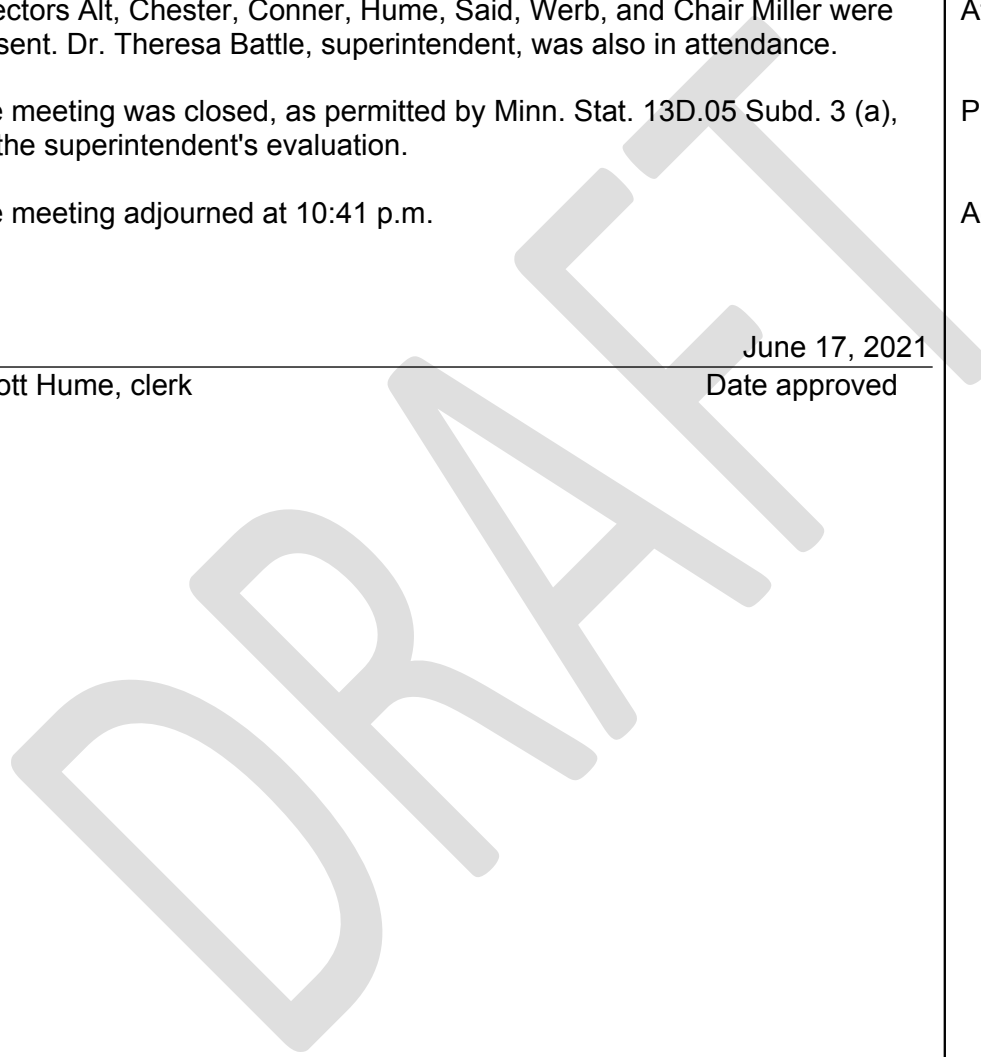 ectors Alt, Chester, Conner, Hume, Said, Werb, and Chair Miller were
sent. Dr. Theresa Battle, superintendent, was also in attendance.
e meeting was closed, as permitted by Minn. Stat. 13D.05 Subd. 3 (a),
the superintendent's evaluation.
P
e meeting adjourned at 10:41 p.m.
A
June 17, 2021
ott Hume, clerk
Date approved
DRAFT